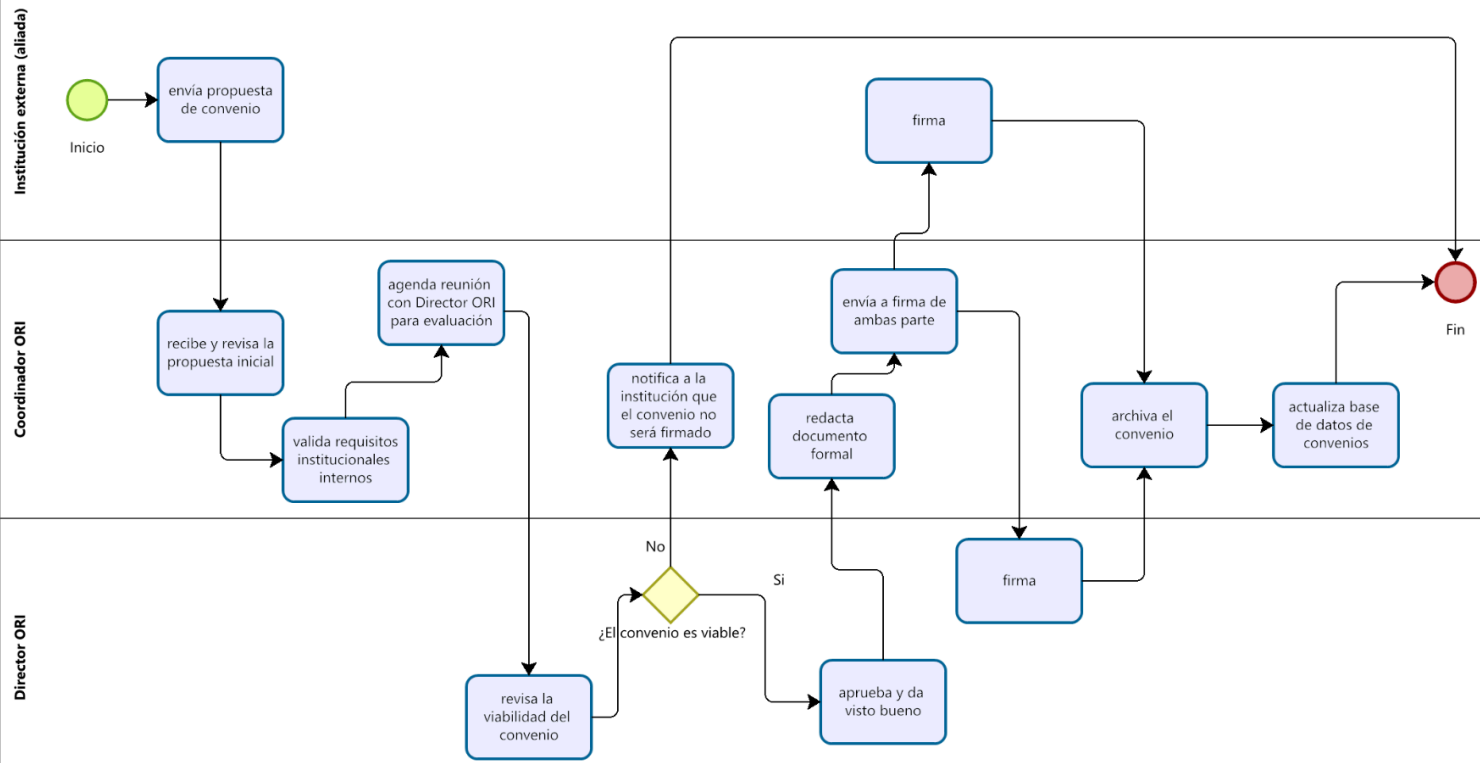 Institución externa (aliada)
Inicio
envía propuesta
de convenio
firma
Coordinador ORI
recibe y revisa la
propuesta inicial
valida requisitos
institucionales
internos
agenda reunión
con Director ORI
para evaluación
notifica a la
institución que
el convenio no
será firmado
redacta
documento
formal
envía a firma de
ambas parte
archiva el
convenio
actualiza base
de datos de
convenios
Fin
Director ORI
revisa la
viabilidad del
convenio
No
¿El convenio es viable?
Si
aprueba y da
visto bueno
firma